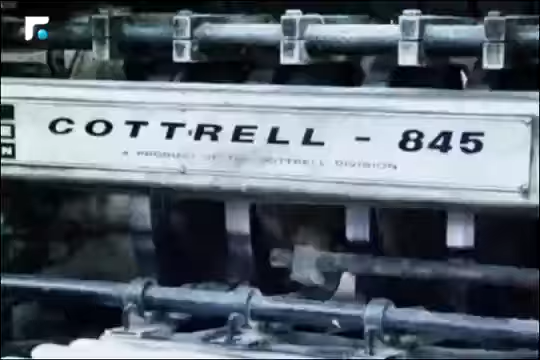 COTTRELL - 845
A PRODUCT OF THE COTTRELL DIVISION